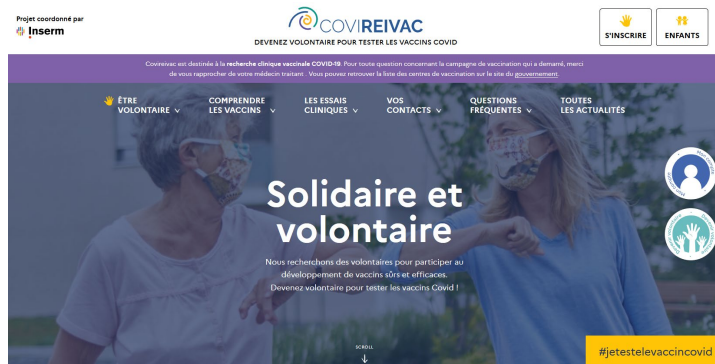 Projet coordonné par
Inserm
COVIREIVAC
DEVENEZ VOLONTAIRE POUR TESTER LES VACCINS COVID
S'INSCRIRE
ENFANTS
Covireivac est destinée à la recherche clinique vaccinale COVID-19. Pour toute question concernant la campagne de vaccination qui a demarré, merci
de vous rapprocher de votre médecin traitant . Vous pouvez retrouver la liste des centres de vaccination sur le site du gouvernement.
ÊTRE
VOLONTAIRE
COMPRENDRE
LES VACCINS
LES ESSAIS
CLINIQUES
VOS
CONTACTS
QUESTIONS
FRÉQUENTES
TOUTES
LES ACTUALITÉS
Solidaire et
volontaire
Nous recherchons des volontaires pour participer au
développement de vaccins sûrs et efficaces.
Devenez volontaire pour tester les vaccins Covid !
SCROLL
#jetestelevaccincovid